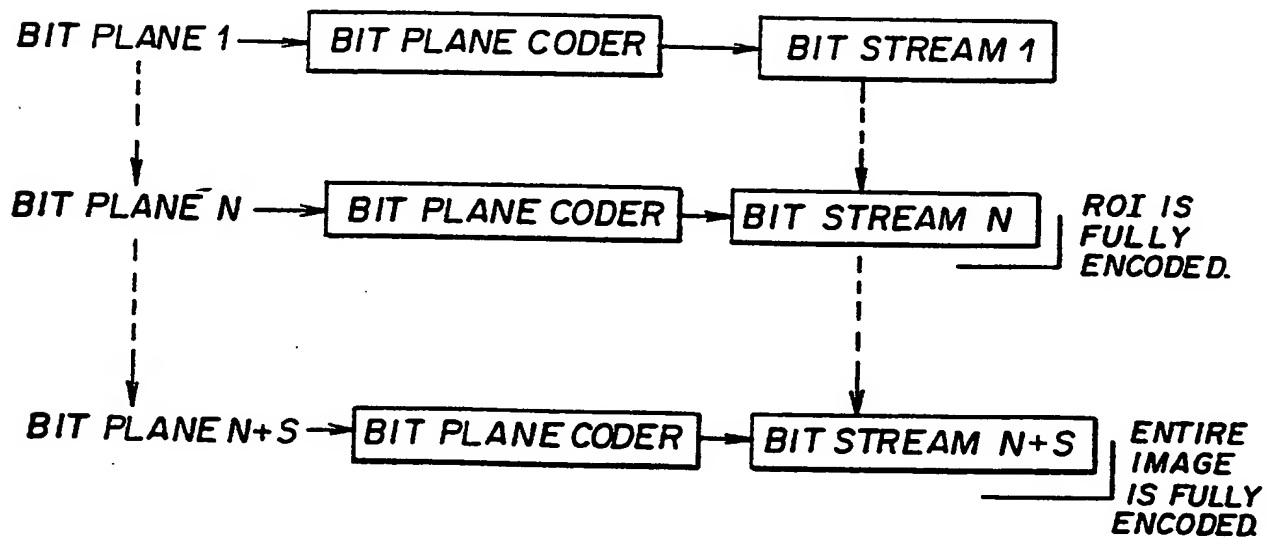 BIT PLANE 1
BIT PLANE CODER
BIT STREAM 1
BIT PLANE N
BIT PLANE CODER
BIT STREAM N
ROI IS
FULLY
ENCODED.
BIT PLANE N+S
BIT PLANE CODER
BIT STREAM N+S
ENTIRE
IMAGE
IS FULLY
ENCODED.